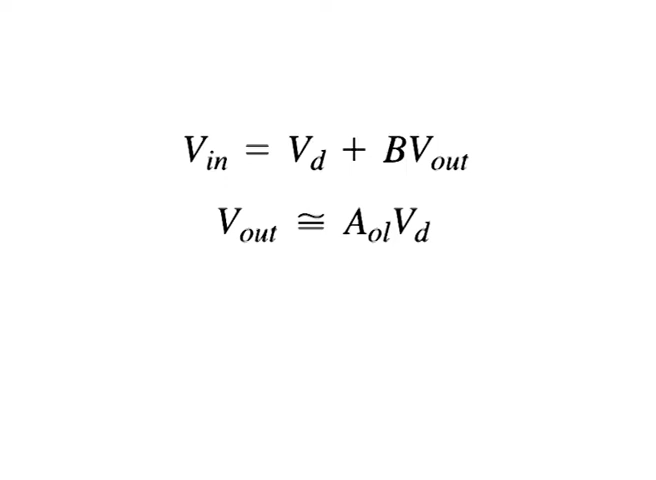 V_in = V_d + BV_out
V_out ≅ A_ol V_d